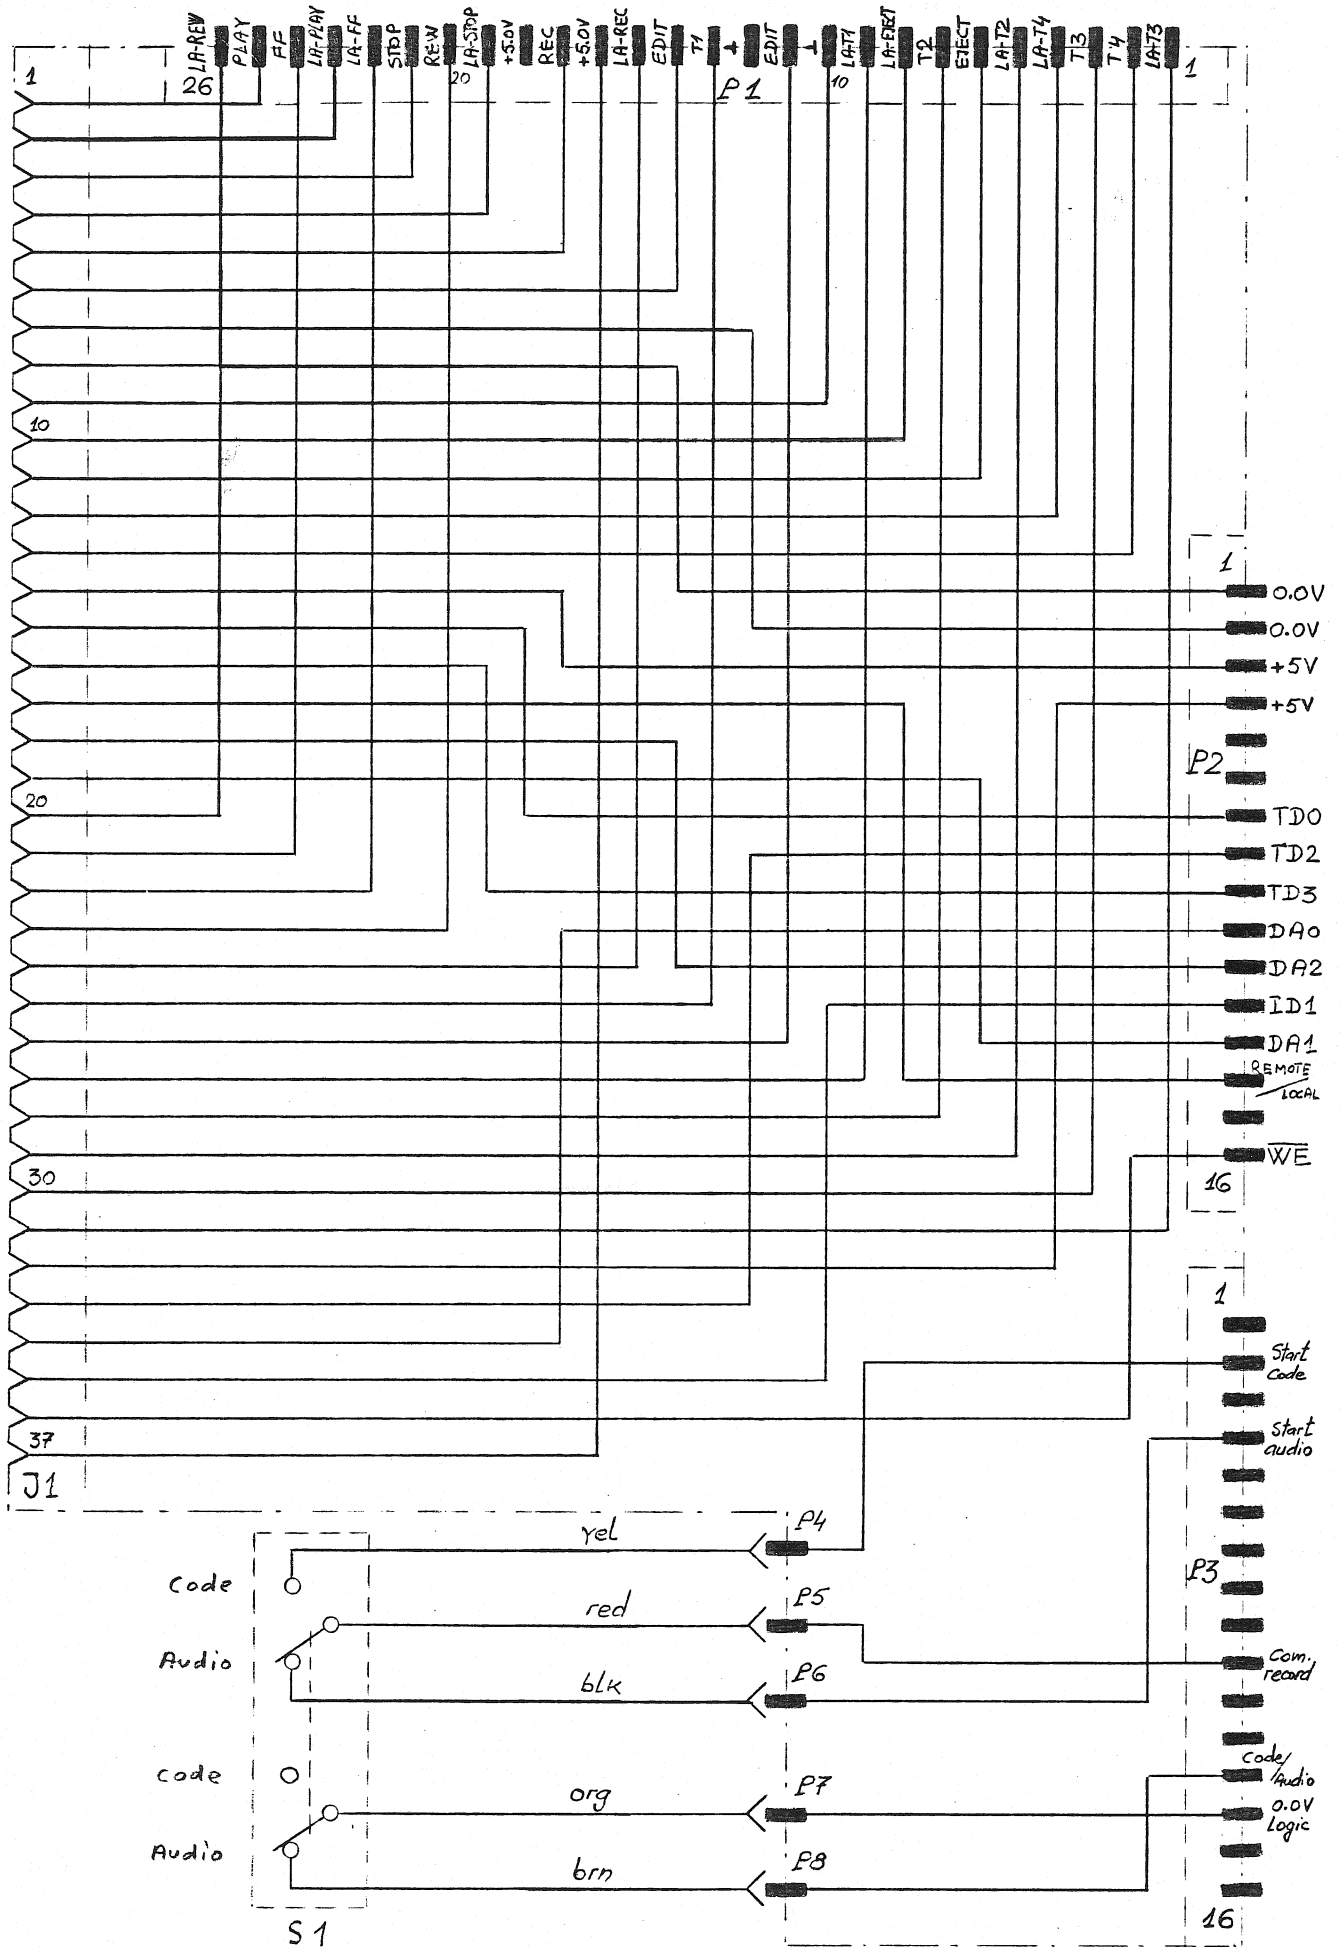 LA-REW
PLAY
FF
LA-PLAY
LA-FF
STOP
REW
LA-STOP
+5.0V
REC
+5.0V
LA-REC
EDIT
T1
⊥
EDIT
⊥
LA-T1
LA-EJECT
T2
EJECT
LA-T2
LA-T4
T3
T4
LA-T3
1
26
20
P1
10
1
10
1
0.0V
0.0V
+5V
+5V
P2
20
TD0
TD2
TD3
DA0
DA2
ID1
DA1
REMOTE
/LOCAL
W̅E̅
30
16
1
Start
Code
37
Start
audio
J1
P4
yel
Code
P3
P5
red
Audio
Com.
record
P6
blk
Code
Code/
/Audio
P7
org
0.0V
Logic
Audio
P8
brn
S1
16